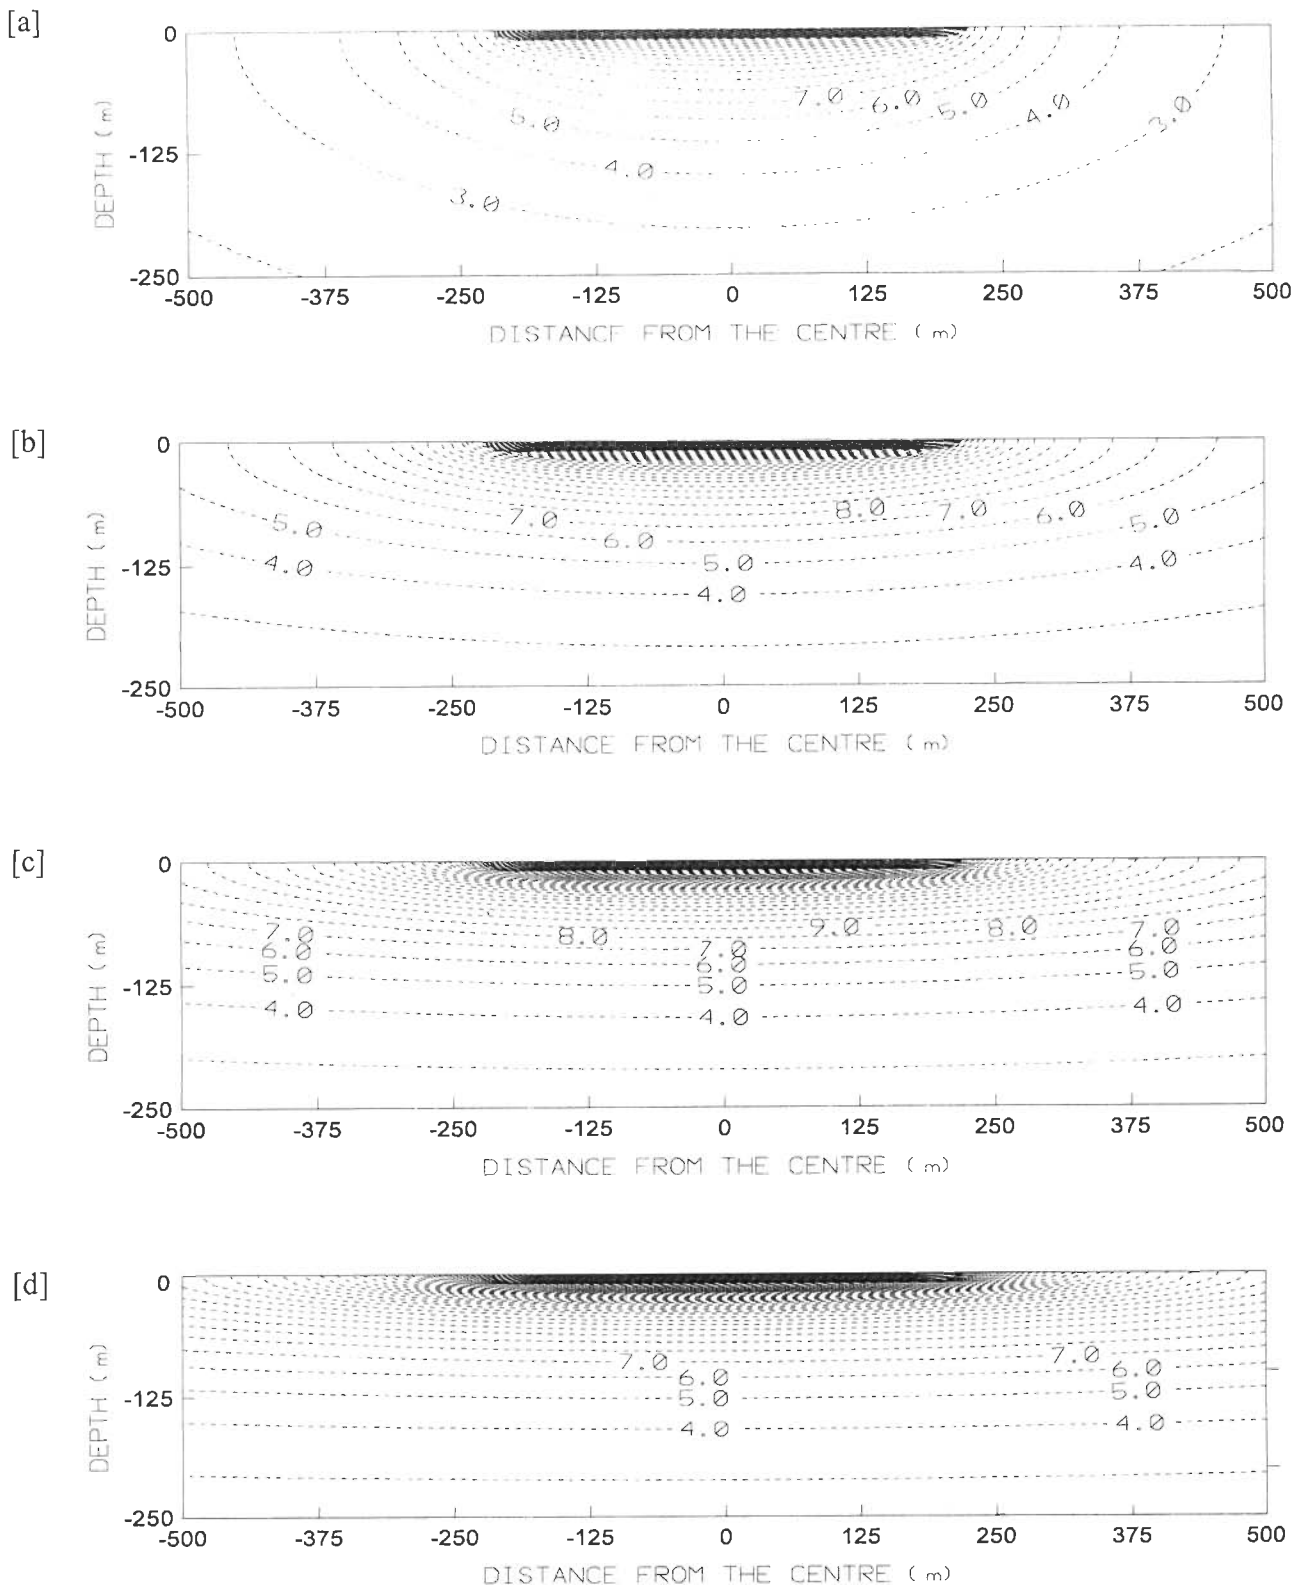 [a]
0
-125
-250
DEPTH (m)
7.0 6.0 5.0 4.0 3.0
5.0
4.0
3.0
-500 -375 -250 -125 0 125 250 375 500
DISTANCE FROM THE CENTRE (m)
[b]
0
-125
-250
DEPTH (m)
5.0 7.0 8.0 7.0 6.0 5.0
6.0
4.0 5.0 4.0
4.0
-500 -375 -250 -125 0 125 250 375 500
DISTANCE FROM THE CENTRE (m)
[c]
0
-125
-250
DEPTH (m)
7.0 8.0 9.0 8.0 7.0
6.0 7.0 6.0
6.0
5.0 5.0 5.0
4.0 4.0 4.0
-500 -375 -250 -125 0 125 250 375 500
DISTANCE FROM THE CENTRE (m)
[d]
0
-125
-250
DEPTH (m)
7.0 7.0
6.0 6.0
5.0 5.0
4.0 4.0
-500 -375 -250 -125 0 125 250 375 500
DISTANCE FROM THE CENTRE (m)